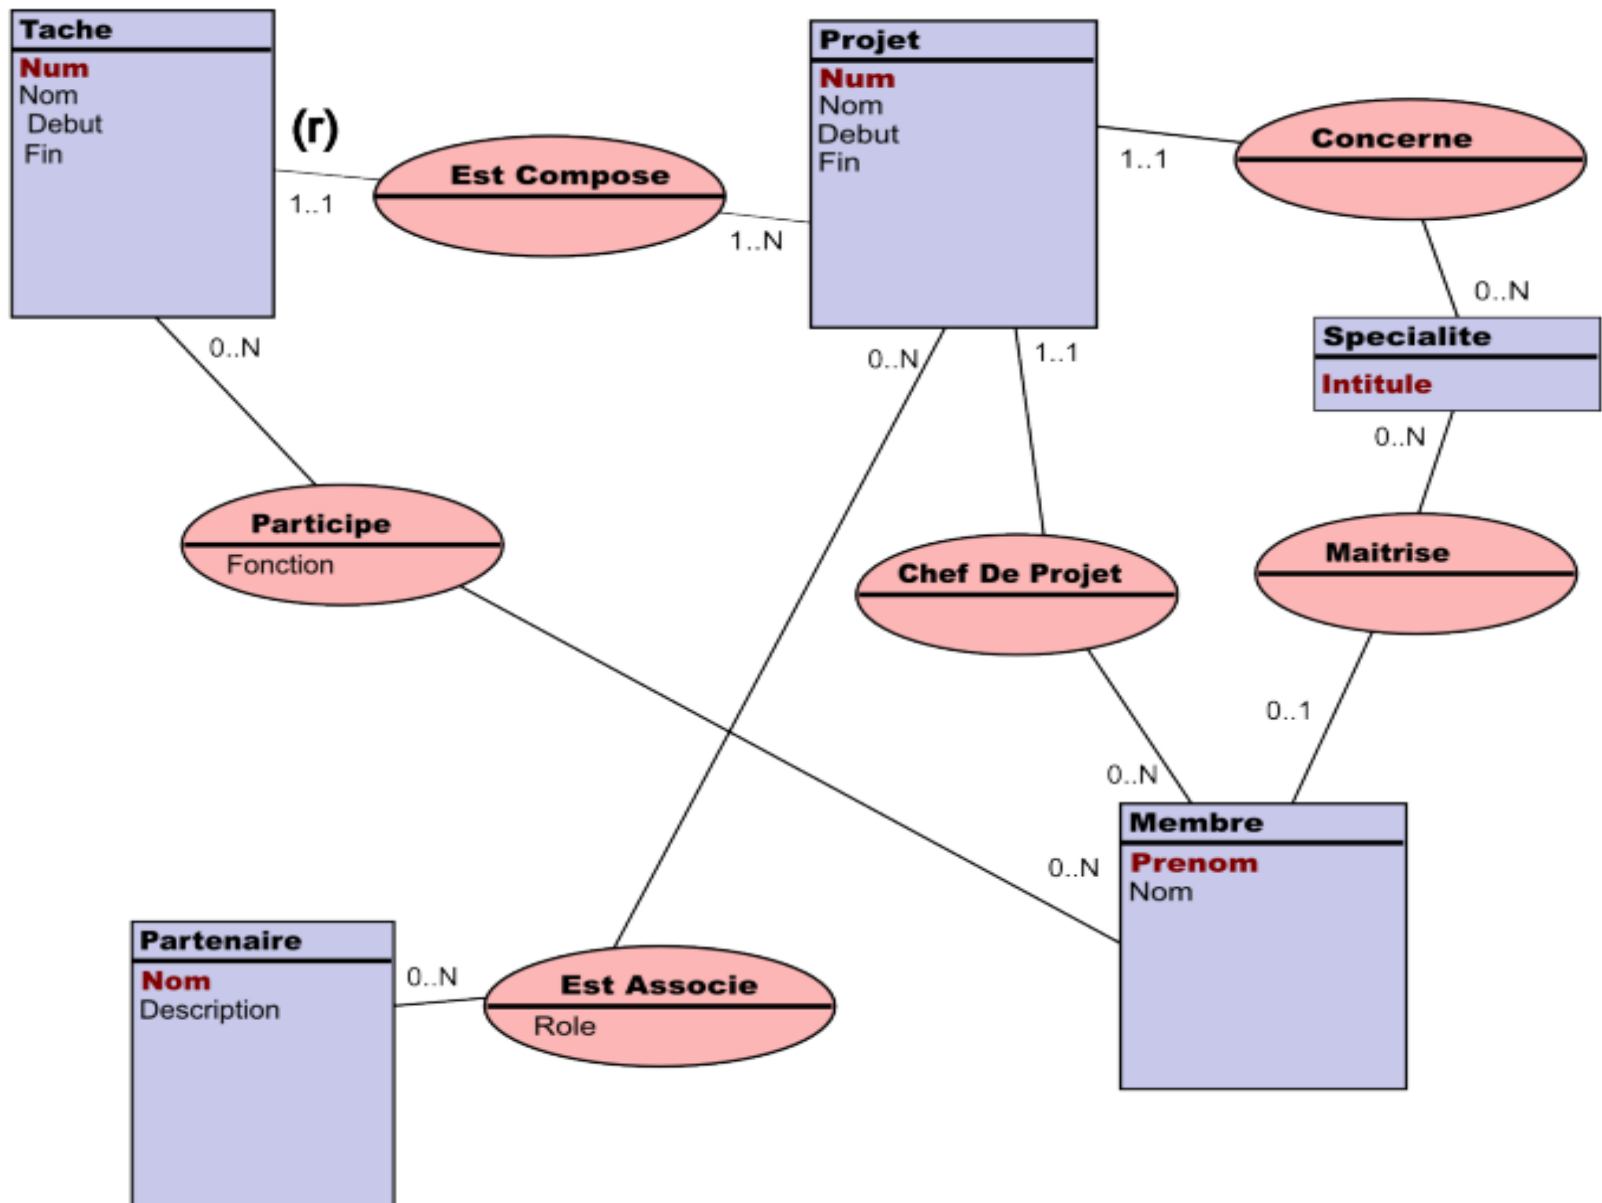 Tache
Num
Nom
Debut
Fin
(r)
1..1
Est Compose
1..N
Projet
Num
Nom
Debut
Fin
1..1
Concerne
0..N
Specialite
Intitule
0..N
0..N
1..1
0..N
Participe
Fonction
Chef De Projet
Maitrise
0..1
0..N
0..N
Membre
Prenom
Nom
Partenaire
Nom
Description
0..N
Est Associe
Role